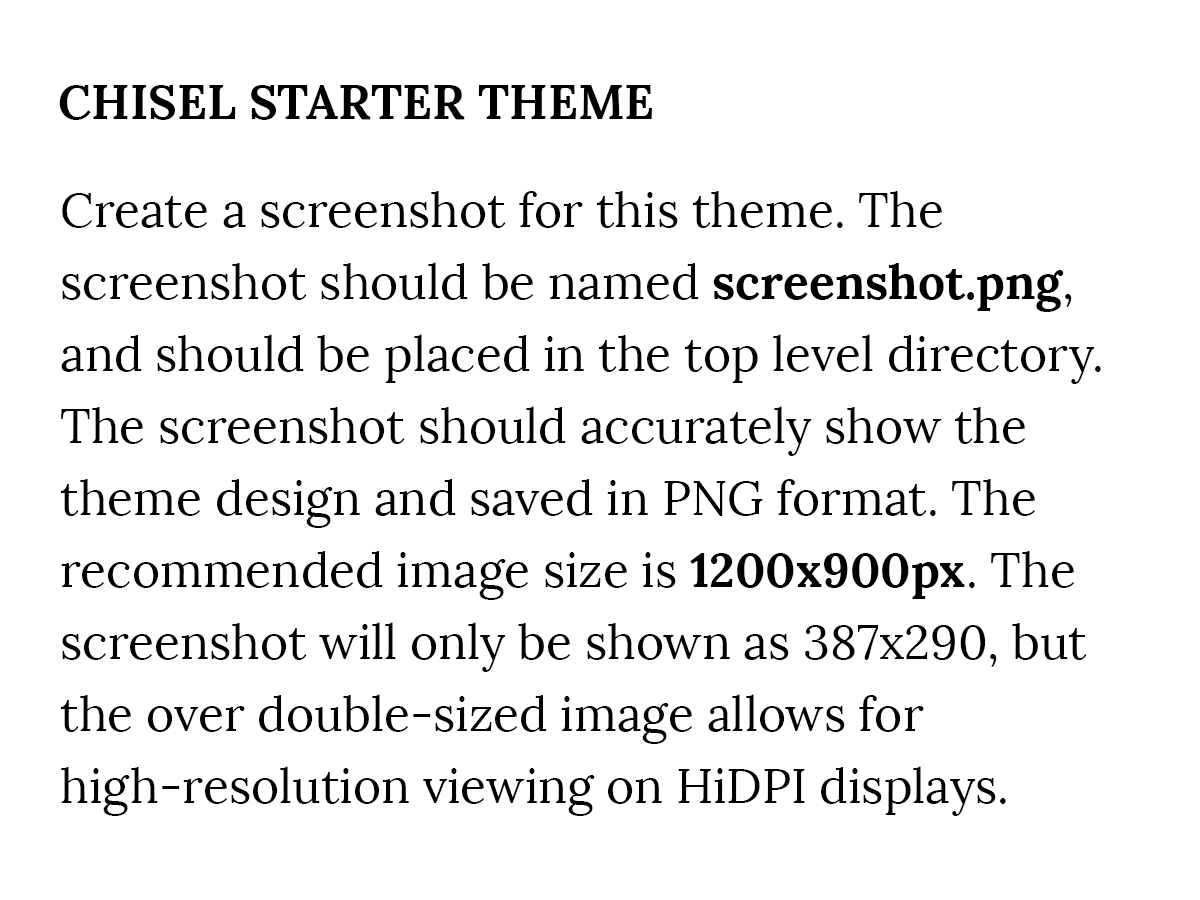 CHISEL STARTER THEME
Create a screenshot for this theme. The
screenshot should be named screenshot.png,
and should be placed in the top level directory.
The screenshot should accurately show the
theme design and saved in PNG format. The
recommended image size is 1200x900px. The
screenshot will only be shown as 387x290, but
the over double-sized image allows for
high-resolution viewing on HiDPI displays.